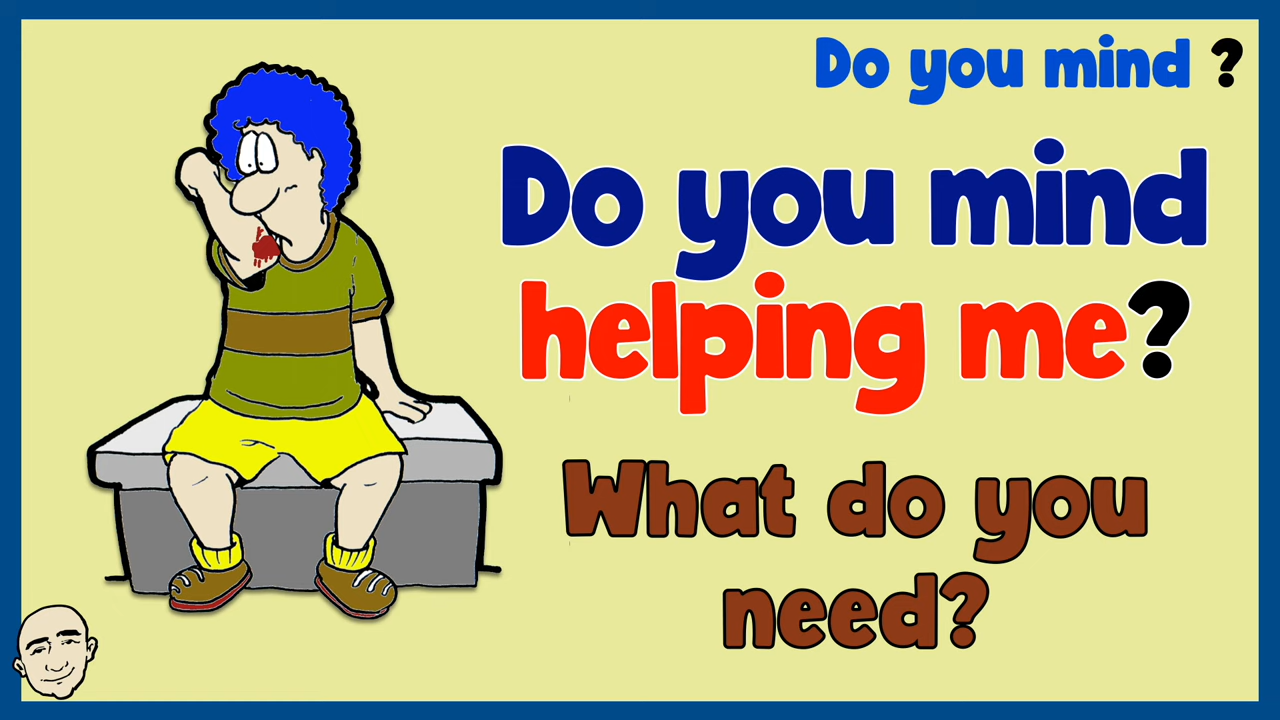 Do you mind ?
Do you mind
helping me?
What do you
need?